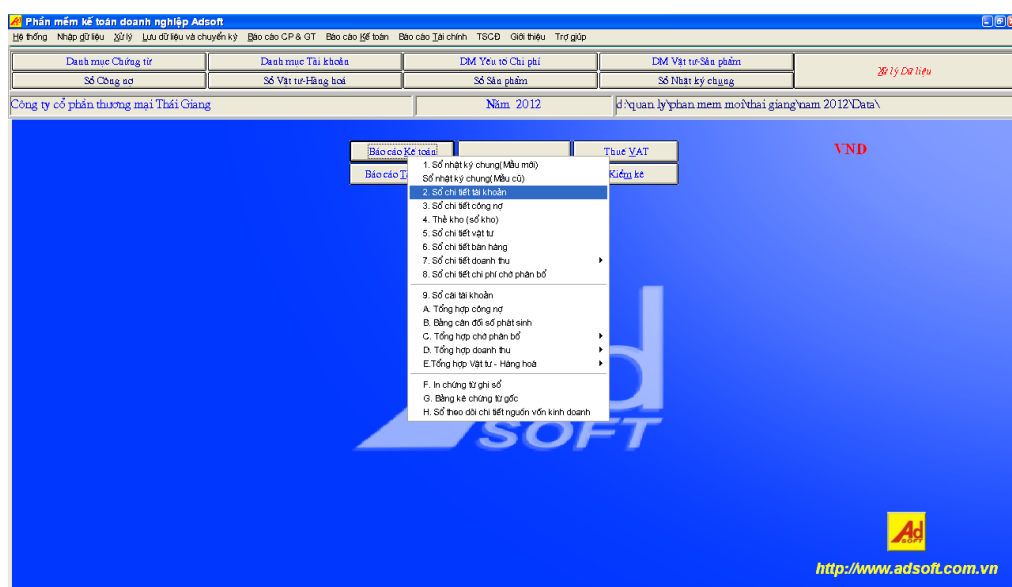 Phần mềm kế toán doanh nghiệp Adsoft
Hệ thống Nhập dữ liệu Xử lý Lưu dữ liệu và chuyển kỳ Báo cáo CP & GT Báo cáo Kế toán Báo cáo Tài chính TSCĐ Giới thiệu Trợ giúp
Danh mục Chứng từ Danh mục Tài khoản DM Yếu tố Chi phí DM Vật tư-Sản phẩm Xử lý Dữ liệu
Sổ Công nợ Sổ Vật tư-Hàng hoá Sổ Sản phẩm Sổ Nhật ký chung
Công ty cổ phần thương mại Thái Giang Năm 2012 d:\quan ly\phan mem moi\thai giang\nam 2012\Data\
Báo cáo Kế toán Thuế VAT VND
Báo cáo Kiểm kê
1. Sổ nhật ký chung(Mẫu mới)
Sổ nhật ký chung(Mẫu cũ)
2. Sổ chi tiết tài khoản
3. Sổ chi tiết công nợ
4. Thẻ kho (sổ kho)
5. Sổ chi tiết vật tư
6. Sổ chi tiết bán hàng
7. Sổ chi tiết doanh thu
8. Sổ chi tiết chi phí chờ phân bổ
9. Sổ cái tài khoản
A. Tổng hợp công nợ
B. Bảng cân đối số phát sinh
C. Tổng hợp chờ phân bổ
D. Tổng hợp doanh thu
E.Tổng hợp Vật tư - Hàng hoá
F. In chứng từ ghi sổ
G. Bảng kê chứng từ gốc
H. Sổ theo dõi chi tiết nguồn vốn kinh doanh
Ad
SOFT
Ad
SOFT
http://www.adsoft.com.vn